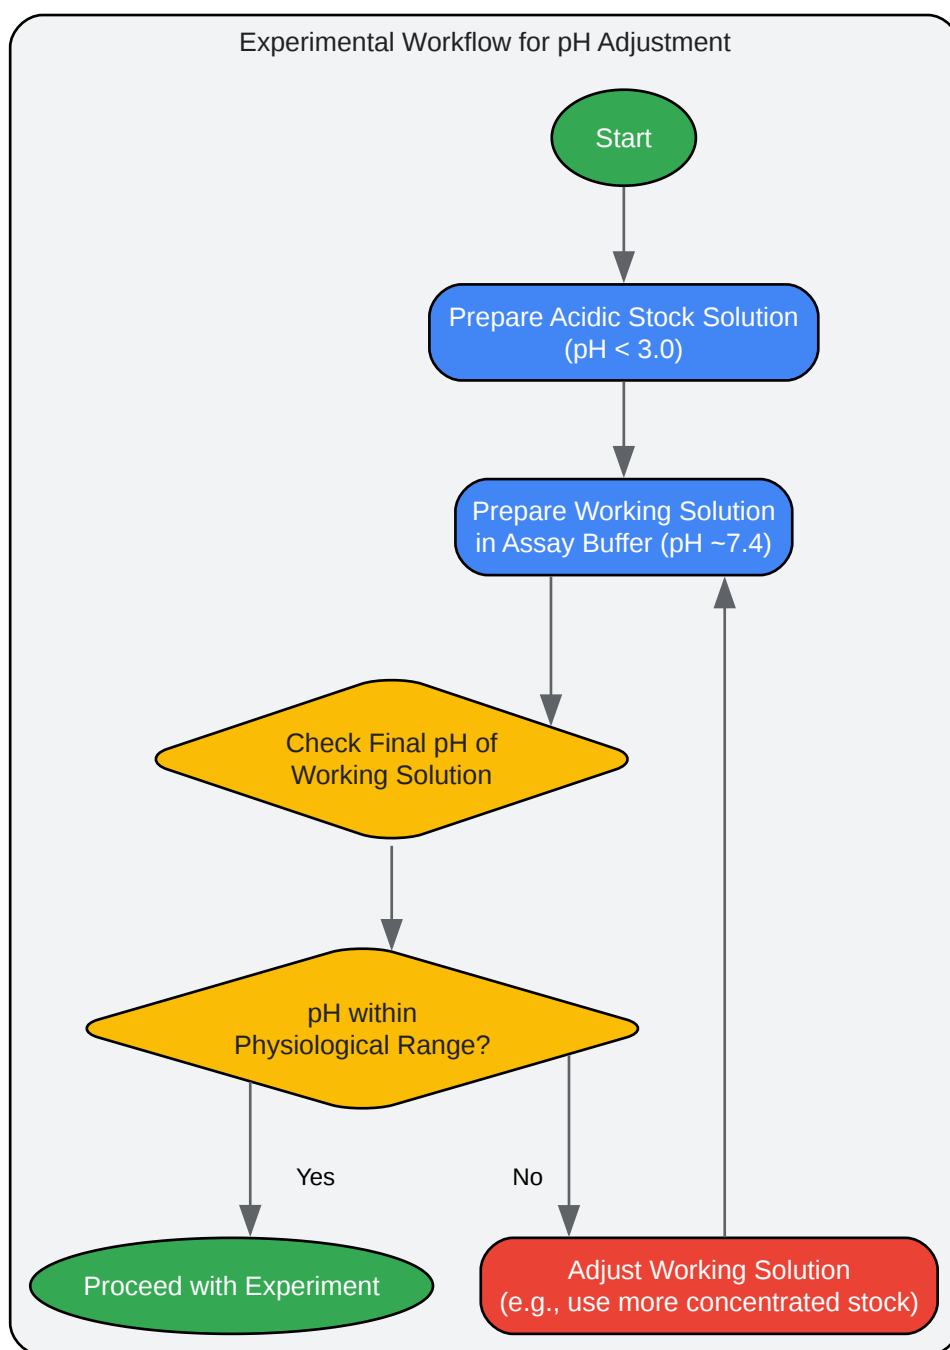 Experimental Workflow for pH Adjustment
Start
Prepare Acidic Stock Solution
(pH < 3.0)
Prepare Working Solution
in Assay Buffer (pH ~7.4)
Check Final pH of
Working Solution
pH within
Physiological Range?
Yes
No
Proceed with Experiment
Adjust Working Solution
(e.g., use more concentrated stock)